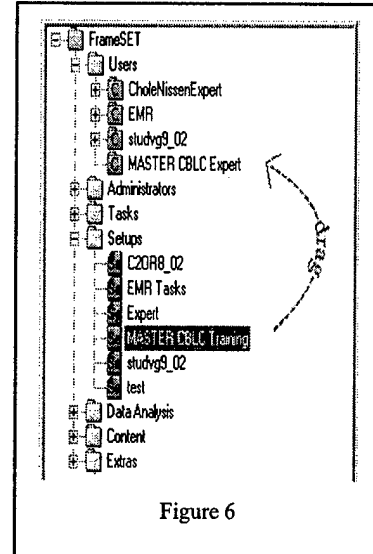 FrameSET
Users
CholeNissenExpert
EMR
studvg9_02
MASTER CBLC Expert
Administrators
Tasks
Setups
C2OR8_02
EMR Tasks
Expert
MASTER CBLC Training
studvg9_02
test
Data Analysis
Content
Extras
drag
Figure 6